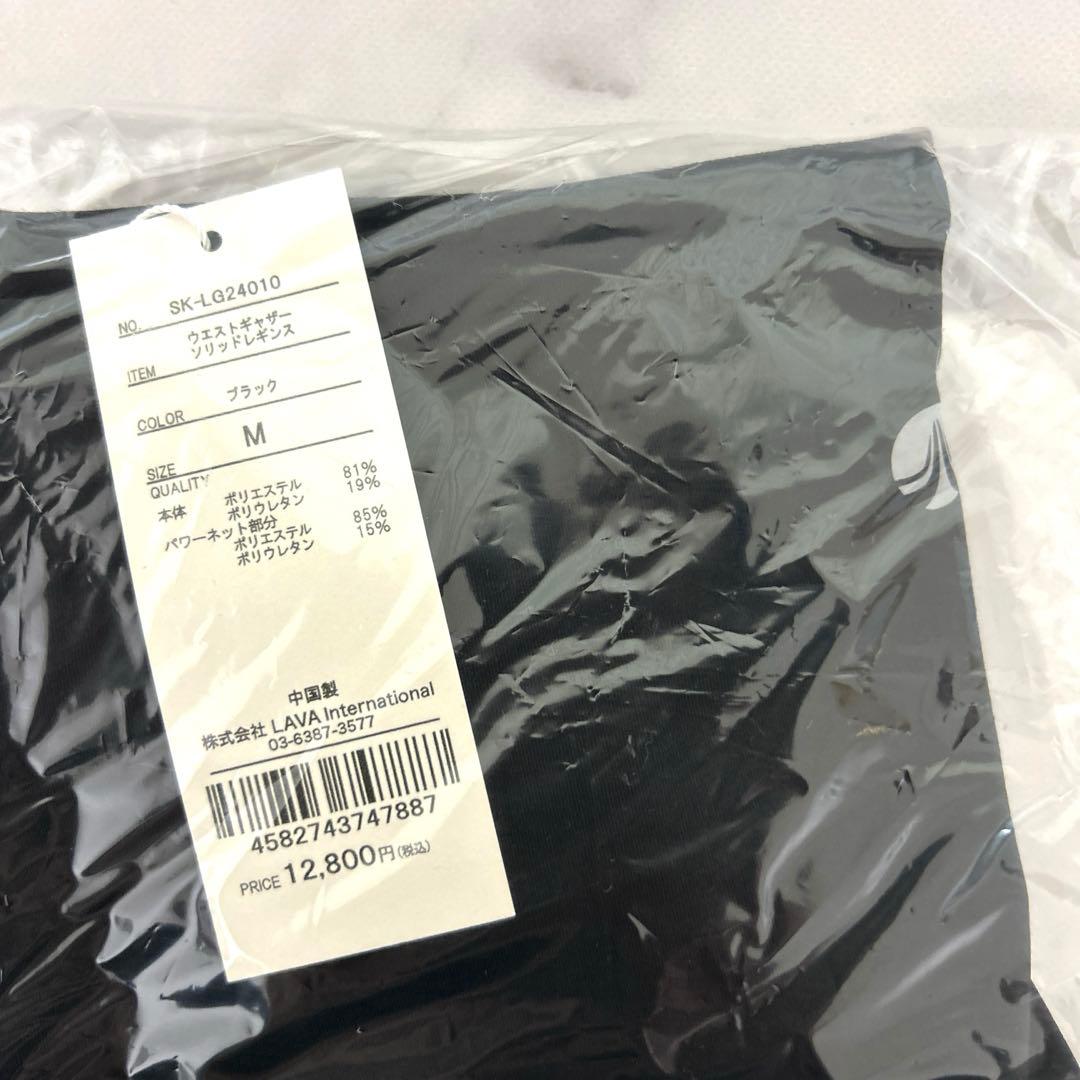 NO. SK-LG24010
ウエストギャザー
ソリッドレギンス
ITEM
COLOR ブラック
SIZE M
QUALITY
本体 ポリエステル 81%
ポリウレタン 19%
パワーネット部分
ポリエステル 85%
ポリウレタン 15%
中国製
株式会社 LAVA International
03-6387-3577
4582743747887
PRICE 12,800円(税込)